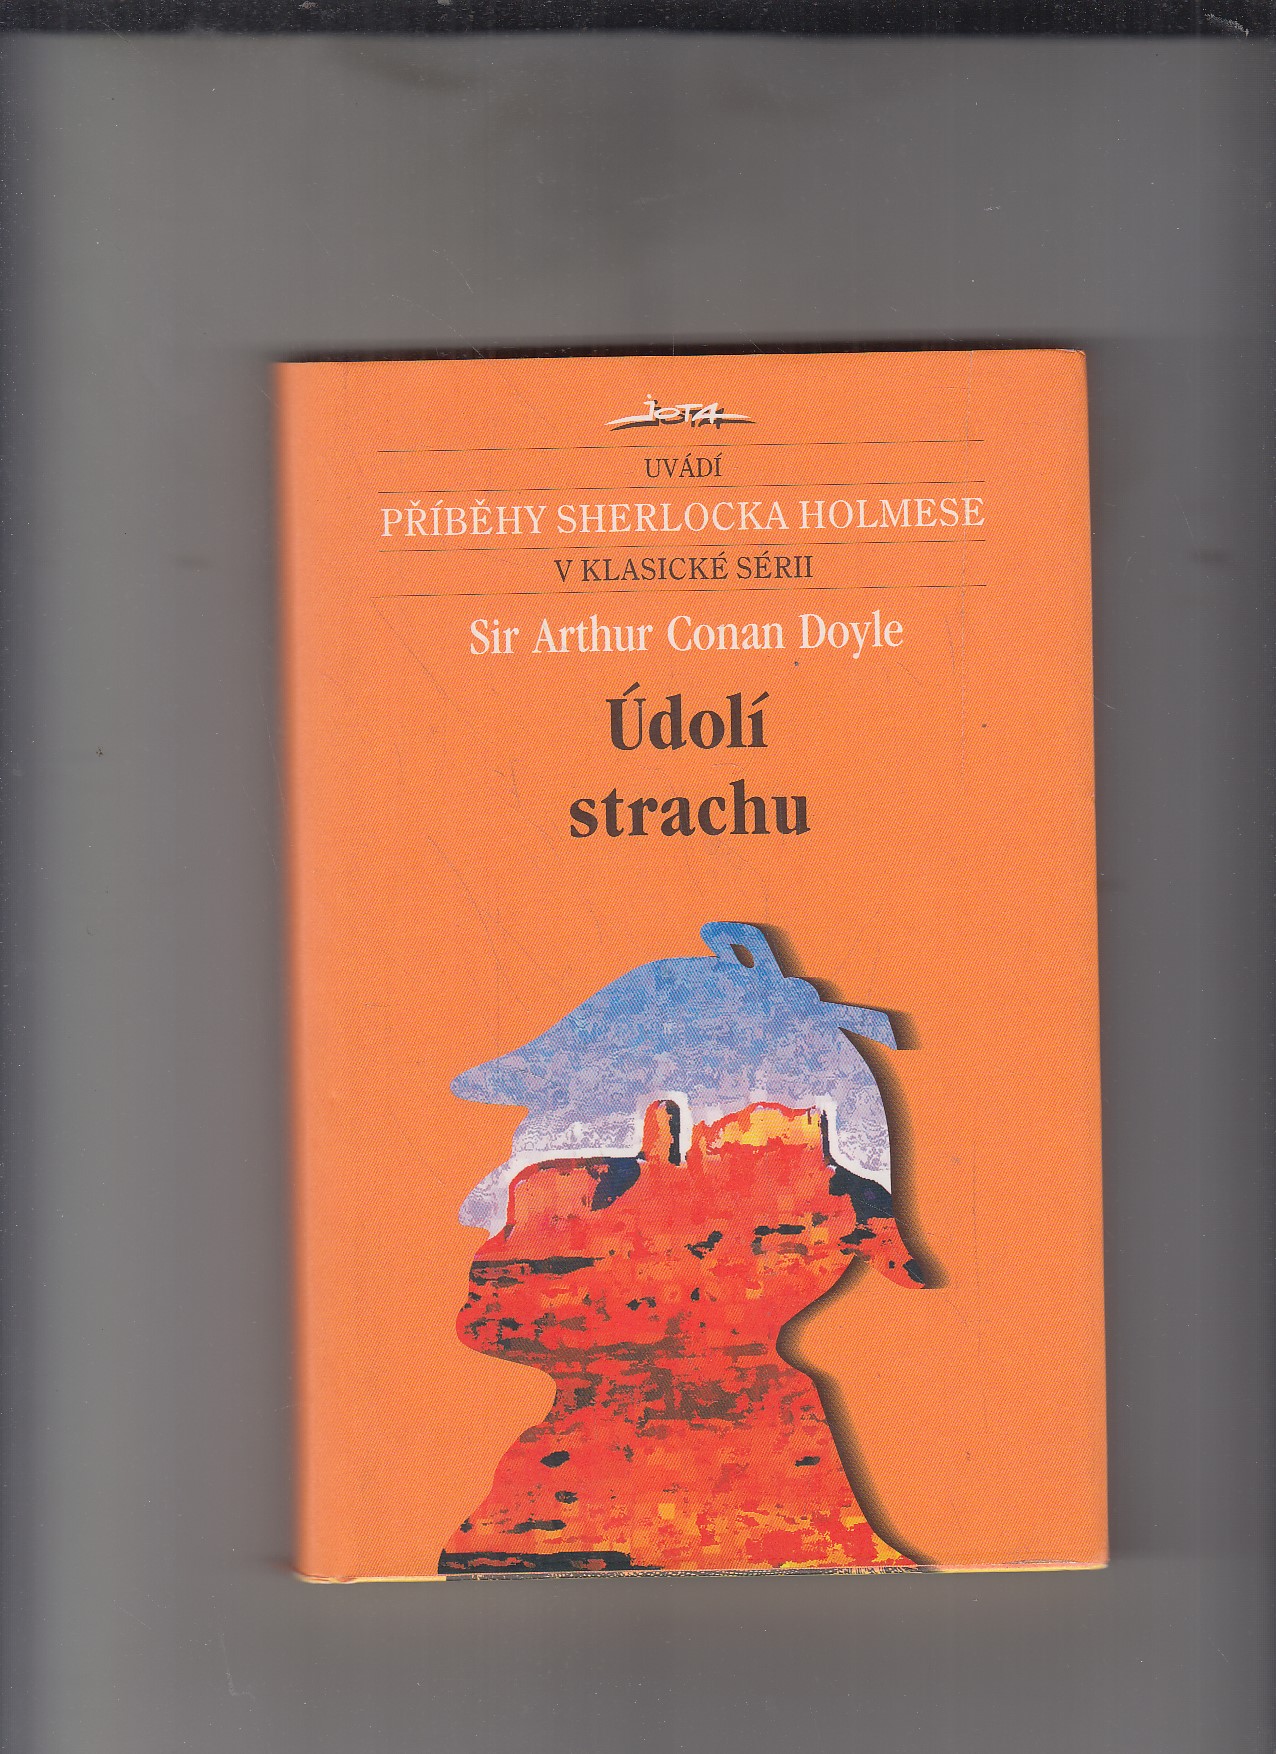 JOTA
UVÁDÍ
PŘÍBĚHY SHERLOCKA HOLMESE
V KLASICKÉ SÉRII
Sir Arthur Conan Doyle
Údolí
strachu